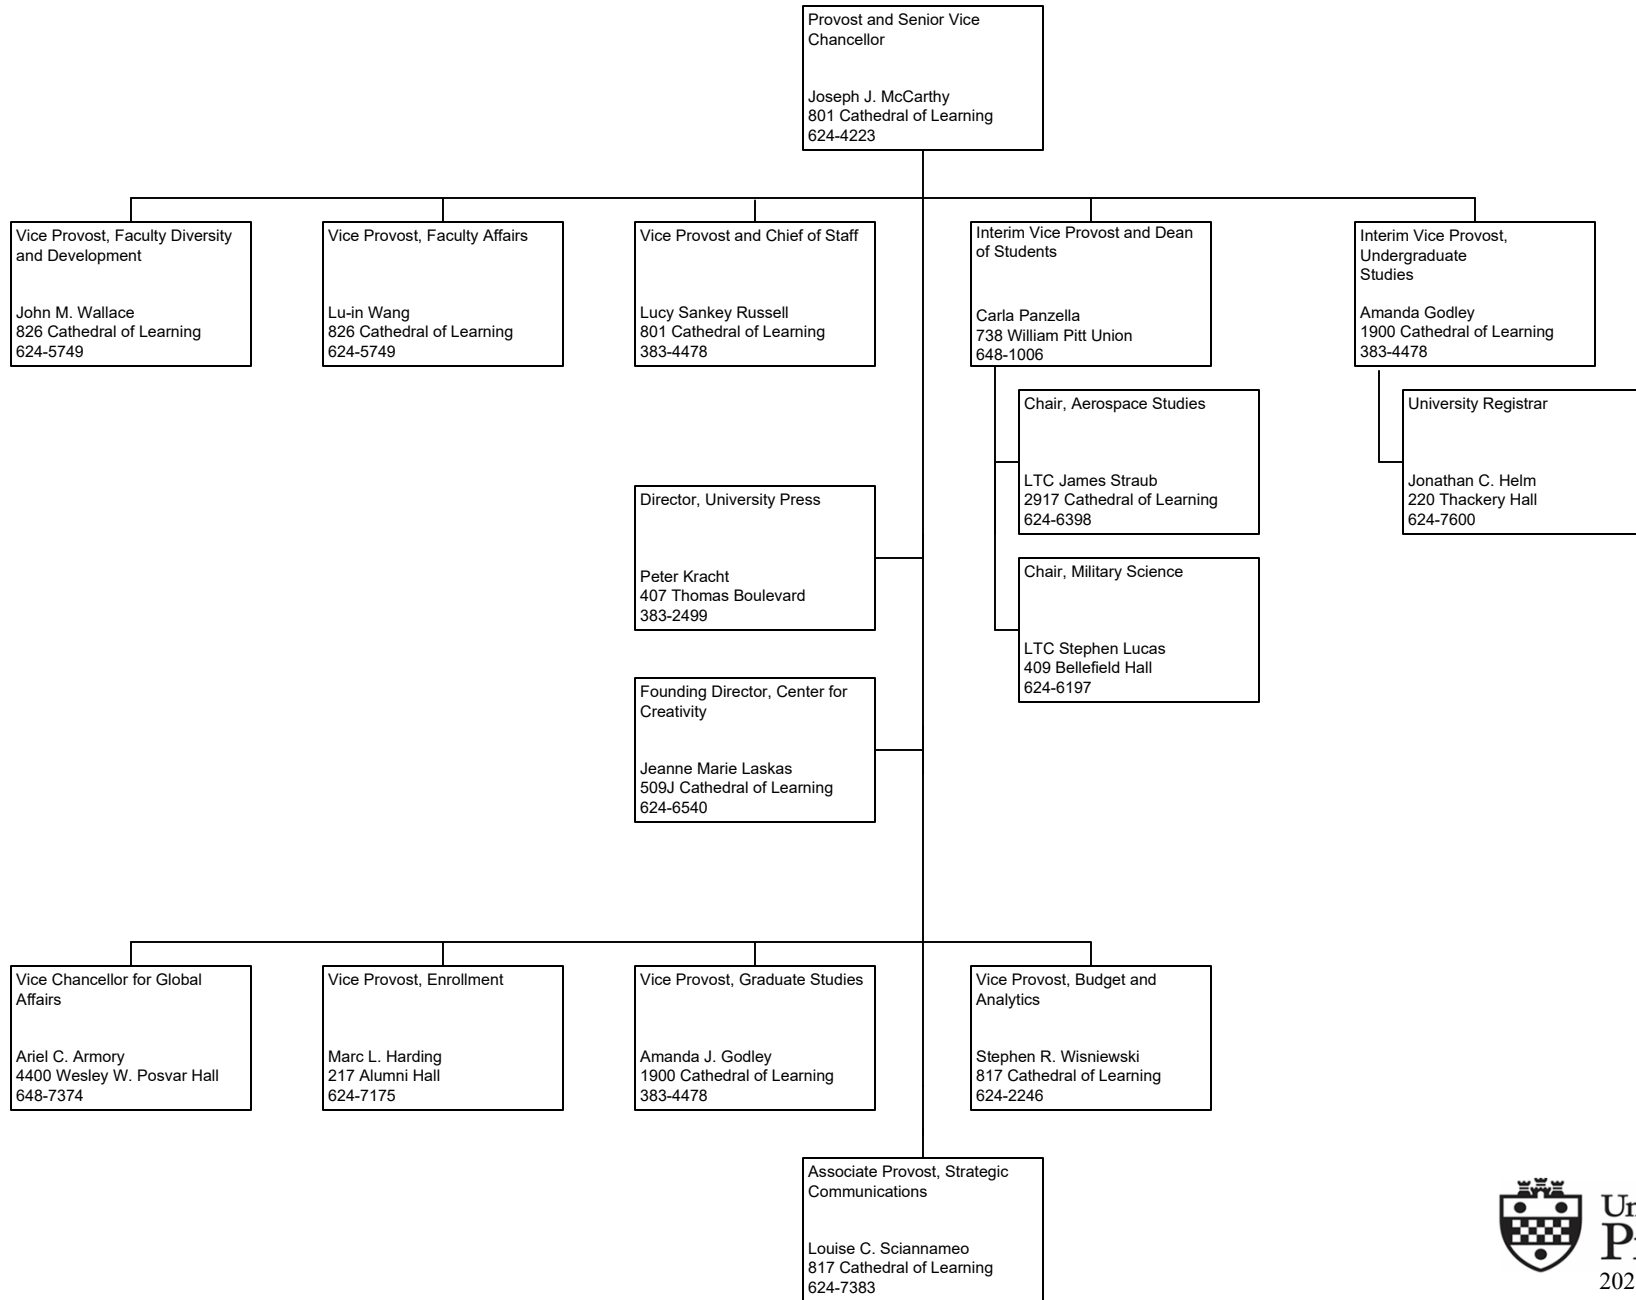 Provost and Senior Vice
Chancellor
Joseph J. McCarthy
801 Cathedral of Learning
624-4223
Vice Provost, Faculty Diversity
and Development
John M. Wallace
826 Cathedral of Learning
624-5749
Vice Provost, Faculty Affairs
Lu-in Wang
826 Cathedral of Learning
624-5749
Vice Provost and Chief of Staff
Lucy Sankey Russell
801 Cathedral of Learning
383-4478
Interim Vice Provost and Dean
of Students
Carla Panzella
738 William Pitt Union
648-1006
Interim Vice Provost,
Undergraduate
Studies
Amanda Godley
1900 Cathedral of Learning
383-4478
Chair, Aerospace Studies
LTC James Straub
2917 Cathedral of Learning
624-6398
University Registrar
Jonathan C. Helm
220 Thackery Hall
624-7600
Director, University Press
Peter Kracht
407 Thomas Boulevard
383-2499
Chair, Military Science
LTC Stephen Lucas
409 Bellefield Hall
624-6197
Founding Director, Center for
Creativity
Jeanne Marie Laskas
509J Cathedral of Learning
624-6540
Vice Chancellor for Global
Affairs
Ariel C. Armory
4400 Wesley W. Posvar Hall
648-7374
Vice Provost, Enrollment
Marc L. Harding
217 Alumni Hall
624-7175
Vice Provost, Graduate Studies
Amanda J. Godley
1900 Cathedral of Learning
383-4478
Vice Provost, Budget and
Analytics
Stephen R. Wisniewski
817 Cathedral of Learning
624-2246
Associate Provost, Strategic
Communications
Louise C. Sciannameo
817 Cathedral of Learning
624-7383